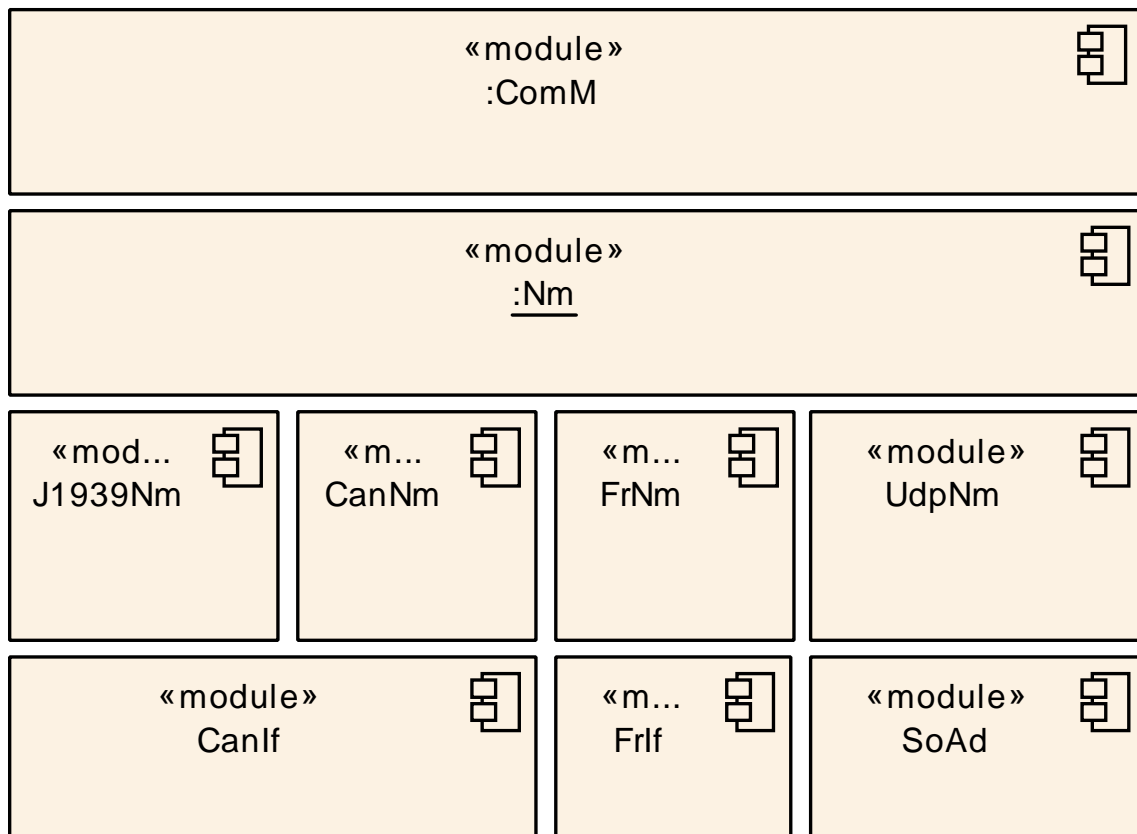 «module»
:ComM
«module»
:Nm
«mod...
J1939Nm
«m...
CanNm
«m...
FrNm
«module»
UdpNm
«module»
CanIf
«m...
FrIf
«module»
SoAd